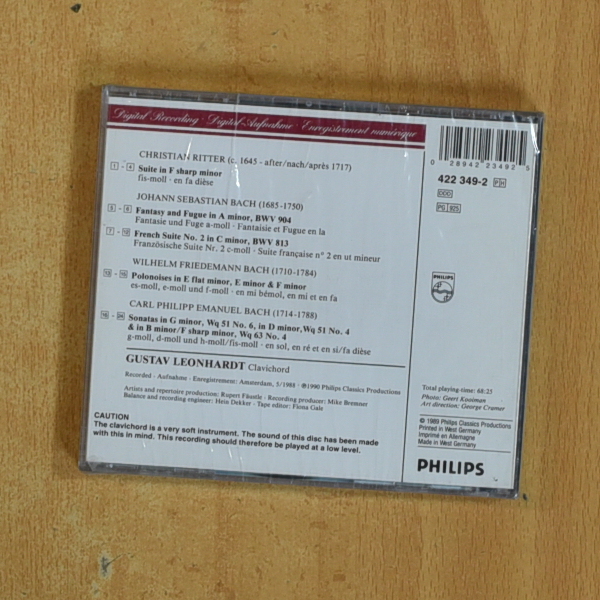 Digital Recording · Digital-Aufnahme · Enregistrement numérique
CHRISTIAN RITTER (c. 1645 - after/nach/après 1717)
1 - 4 Suite in F sharp minor
fis-moll · en fa dièse
JOHANN SEBASTIAN BACH (1685-1750)
5 - 6 Fantasy and Fugue in A minor, BWV 904
Fantasie und Fuge a-moll · Fantaisie et Fugue en la
7 - 12 French Suite No. 2 in C minor, BWV 813
Französische Suite Nr. 2 c-moll · Suite française n° 2 en ut mineur
WILHELM FRIEDEMANN BACH (1710-1784)
13 - 15 Polonoises in E flat minor, E minor & F minor
es-moll, e-moll und f-moll · en mi bémol, en mi et en fa
CARL PHILIPP EMANUEL BACH (1714-1788)
16 - 24 Sonatas in G minor, Wq 51 No. 6, in D minor,Wq 51 No. 4
& in B minor/F sharp minor, Wq 63 No. 4
g-moll, d-moll und h-moll/fis-moll · en sol, en ré et en si/fa dièse
GUSTAV LEONHARDT Clavichord
Recorded · Aufnahme · Enregistrement: Amsterdam, 5/1988 · ℗1990 Philips Classics Productions
Artists and repertoire production: Rupert Fäustle · Recording producer: Mike Bremner
Balance and recording engineer: Hein Dekker · Tape editor: Fiona Gale
CAUTION
The clavichord is a very soft instrument. The sound of this disc has been made
with this in mind. This recording should therefore be played at a low level.
0 28942 23492 5
422 349-2 PH
DDD
PG 925
PHILIPS
Total playing-time: 68:25
Photo: Geert Kooiman
Art direction: George Cramer
© 1989 Philips Classics Productions
Printed in West Germany
Imprimé en Allemagne
Made in West Germany
PHILIPS